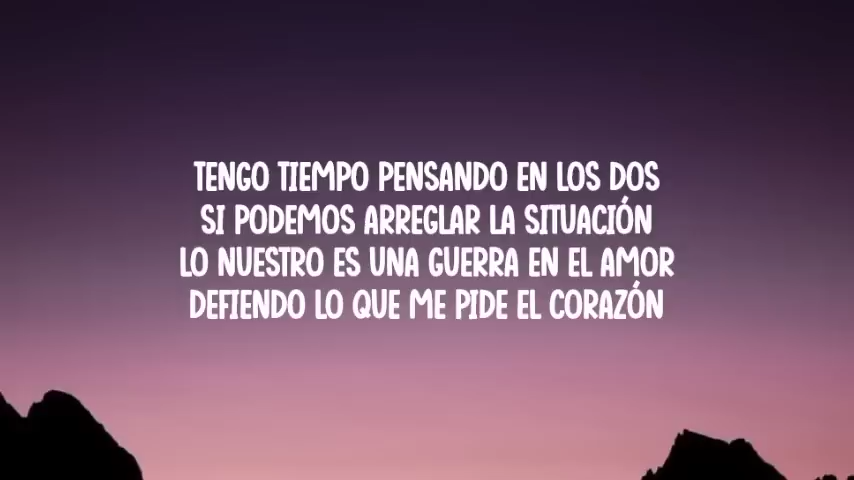 TENGO TIEMPO PENSANDO EN LOS DOS
SI PODEMOS ARREGLAR LA SITUACIÓN
LO NUESTRO ES UNA GUERRA EN EL AMOR
DEFIENDO LO QUE ME PIDE EL CORAZÓN